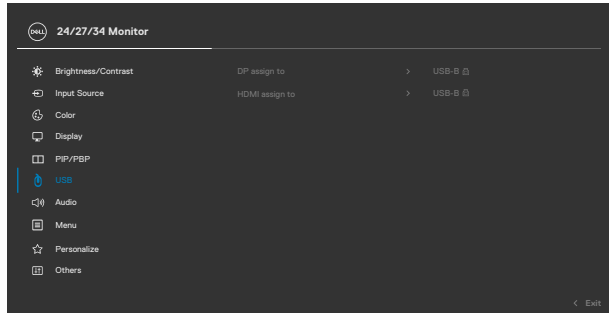 DELL 24/27/34 Monitor
Brightness/Contrast DP assign to > USB-B
Input Source HDMI assign to > USB-B
Color
Display
PIP/PBP
USB
Audio
Menu
Personalize
Others
< Exit